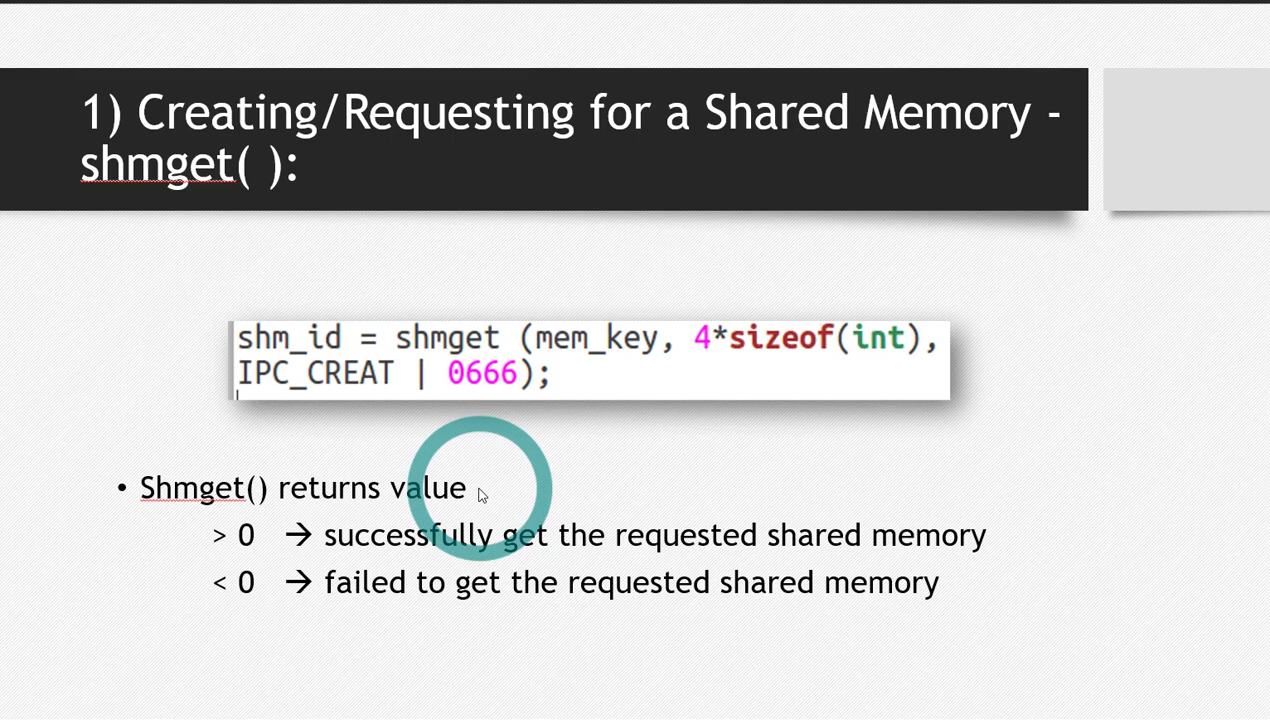 1) Creating/Requesting for a Shared Memory -
shmget( ):
shm_id = shmget (mem_key, 4*sizeof(int),
IPC_CREAT | 0666);
• Shmget() returns value
> 0 → successfully get the requested shared memory
< 0 → failed to get the requested shared memory